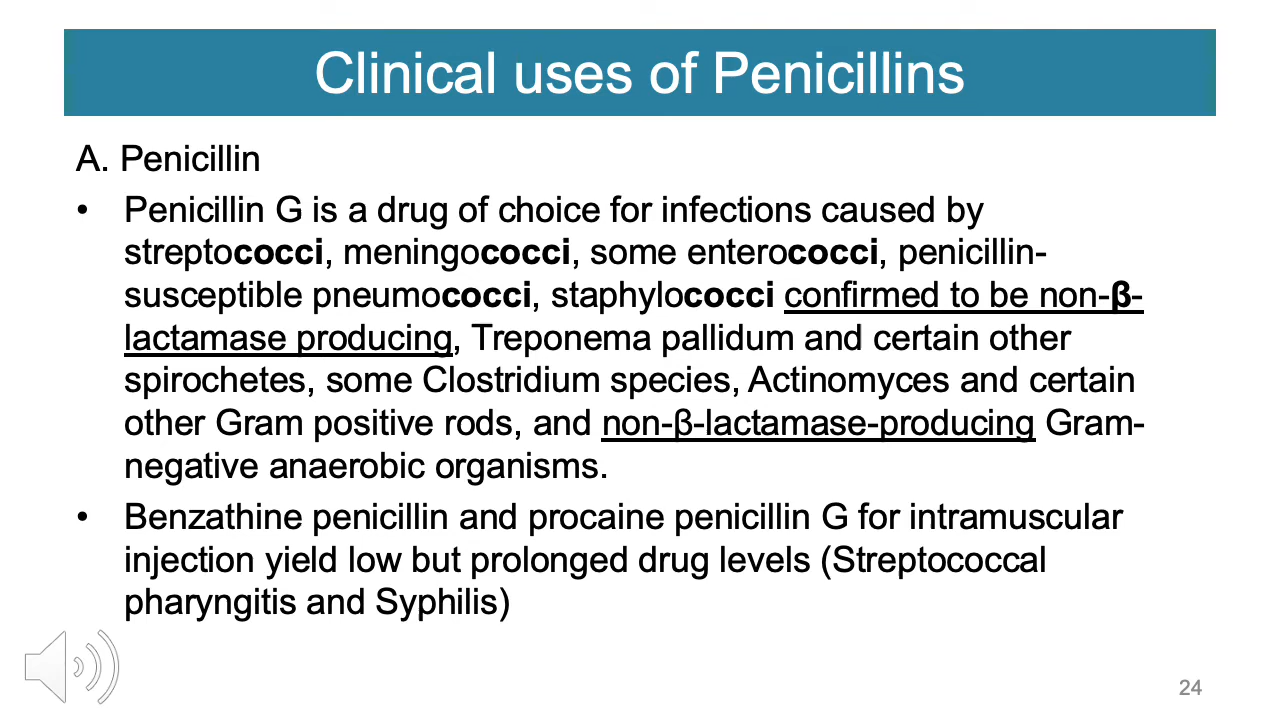 Clinical uses of Penicillins
A. Penicillin
• Penicillin G is a drug of choice for infections caused by
streptococci, meningococci, some enterococci, penicillin-
susceptible pneumococci, staphylococci confirmed to be non-β-
lactamase producing, Treponema pallidum and certain other
spirochetes, some Clostridium species, Actinomyces and certain
other Gram positive rods, and non-β-lactamase-producing Gram-
negative anaerobic organisms.
• Benzathine penicillin and procaine penicillin G for intramuscular
injection yield low but prolonged drug levels (Streptococcal
pharyngitis and Syphilis)
24